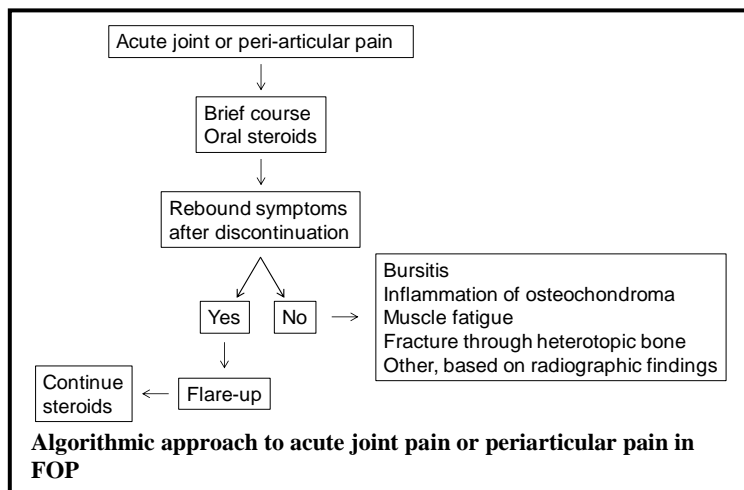 Acute joint or peri-articular pain
Brief course
Oral steroids
Rebound symptoms
after discontinuation
Yes
No
Bursitis
Inflammation of osteochondroma
Muscle fatigue
Fracture through heterotopic bone
Other, based on radiographic findings
Flare-up
Continue
steroids
Algorithmic approach to acute joint pain or periarticular pain in
FOP